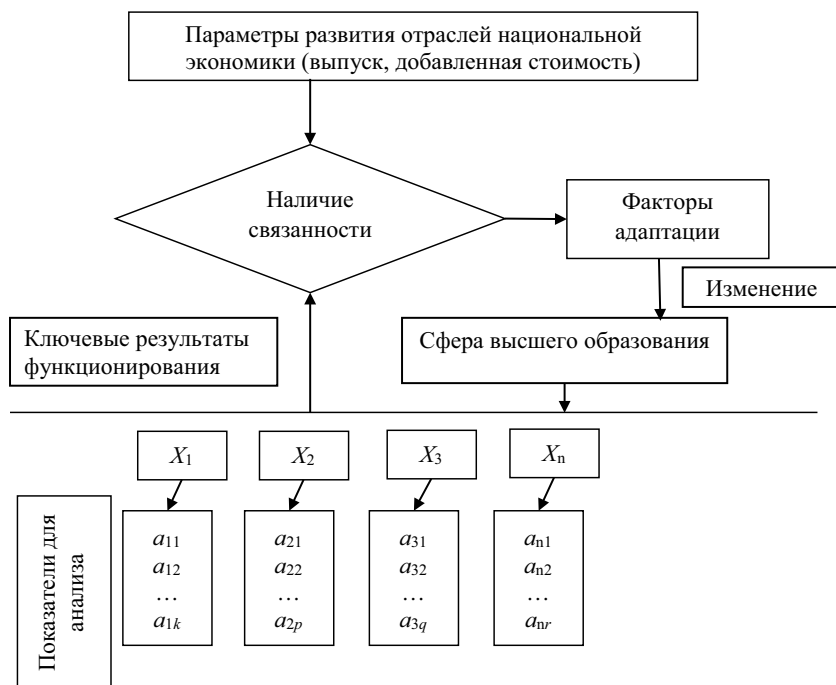 Параметры развития отраслей национальной
экономики (выпуск, добавленная стоимость)
Наличие
связанности
Факторы
адаптации
Изменение
Ключевые результаты
функционирования
Сфера высшего образования
X₁
X₂
X₃
Xn
Показатели для
анализа
a₁₁
a₁₂
…
a₁k
a₂₁
a₂₂
…
a₂p
a₃₁
a₃₂
…
a₃q
an₁
an₂
…
anr